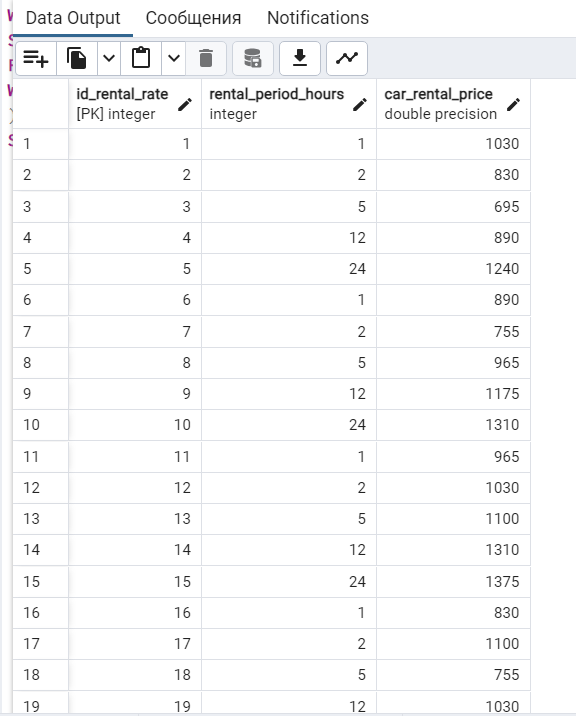 Data Output Сообщения Notifications
id_rental_rate rental_period_hours car_rental_price
[PK] integer integer double precision
1 1 1 1030
2 2 2 830
3 3 5 695
4 4 12 890
5 5 24 1240
6 6 1 890
7 7 2 755
8 8 5 965
9 9 12 1175
10 10 24 1310
11 11 1 965
12 12 2 1030
13 13 5 1100
14 14 12 1310
15 15 24 1375
16 16 1 830
17 17 2 1100
18 18 5 755
19 19 12 1030